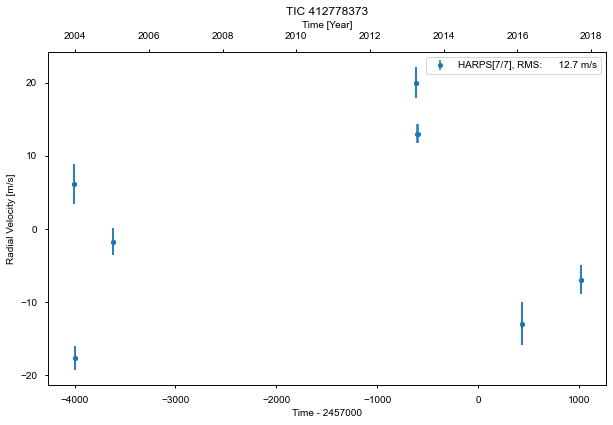 TIC 412778373
Time [Year]
2004 2006 2008 2010 2012 2014 2016 2018
HARPS[7/7], RMS: 12.7 m/s
20
10
0
−10
−20
Radial Velocity [m/s]
−4000 −3000 −2000 −1000 0 1000
Time - 2457000